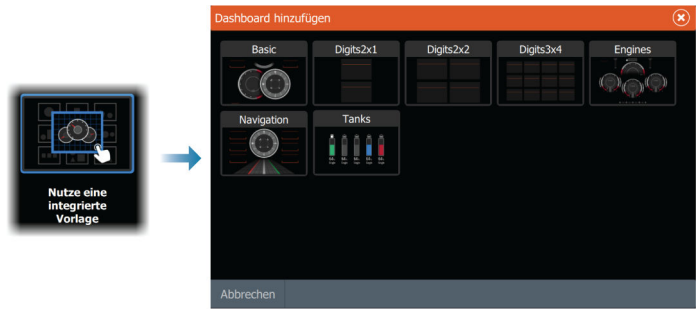 Dashboard hinzufügen
Basic
Digits2x1
Digits2x2
Digits3x4
Engines
Navigation
Tanks
Nutze eine
integrierte
Vorlage
Abbrechen